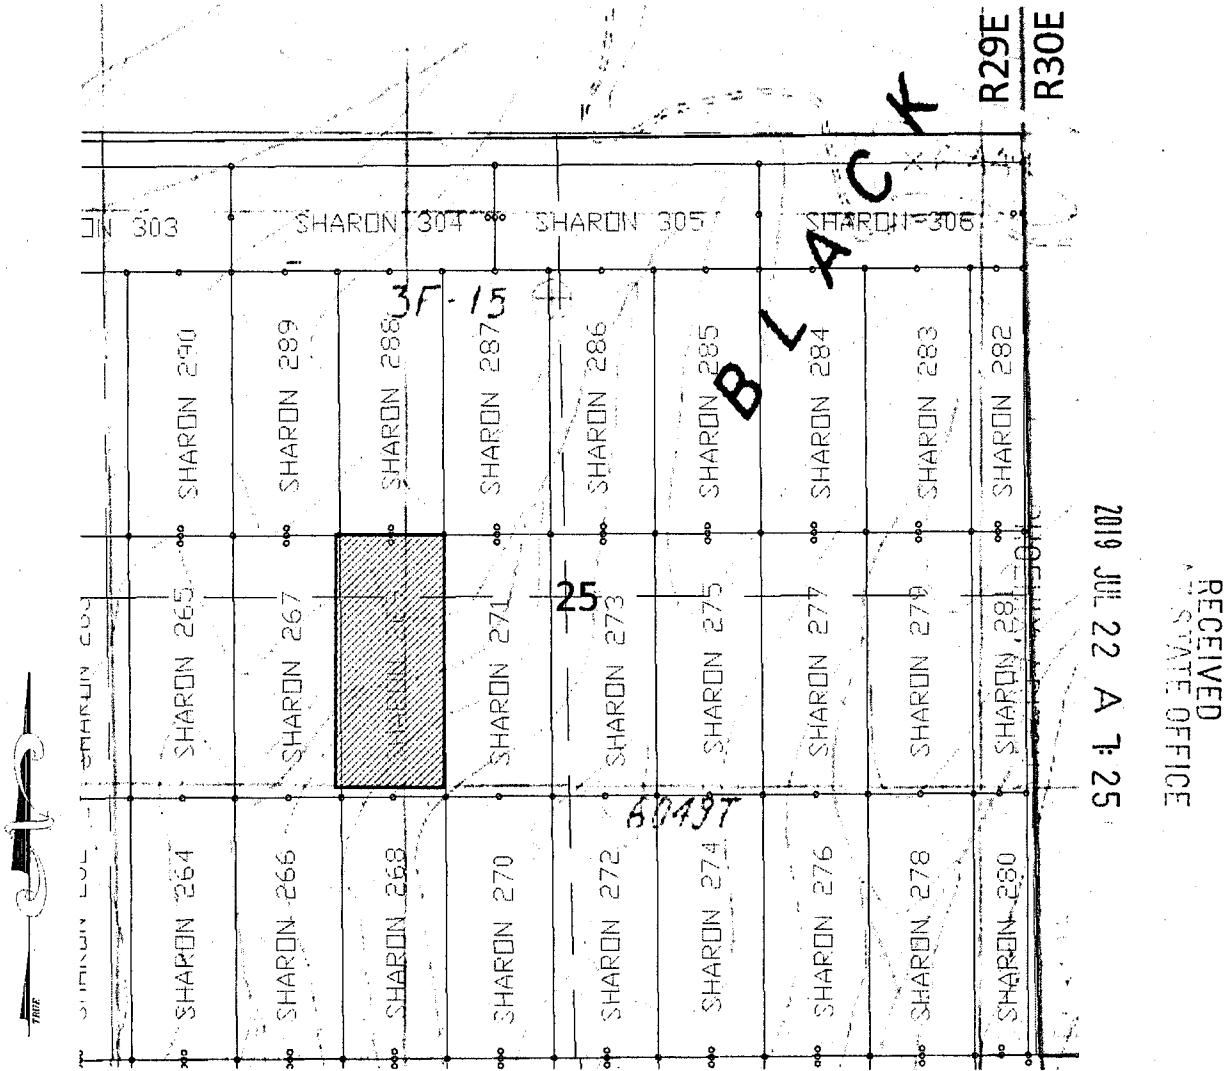 R29E
R30E
BLACK
303
SHARON 304
SHARON 305
SHARON 306
3F-15
SHARON 290
SHARON 289
SHARON 288
SHARON 287
SHARON 286
SHARON 285
SHARON 284
SHARON 283
SHARON 282
SHARON 265
SHARON 267
SHARON 271
25
SHARON 273
SHARON 275
SHARON 277
SHARON 279
SHARON 281
SHARON 264
SHARON 266
SHARON 268
SHARON 270
SHARON 272
SHARON 274
SHARON 276
SHARON 278
SHARON 280
TRUE
RECEIVED
STATE OFFICE
2019 JUL 22 A 7:25